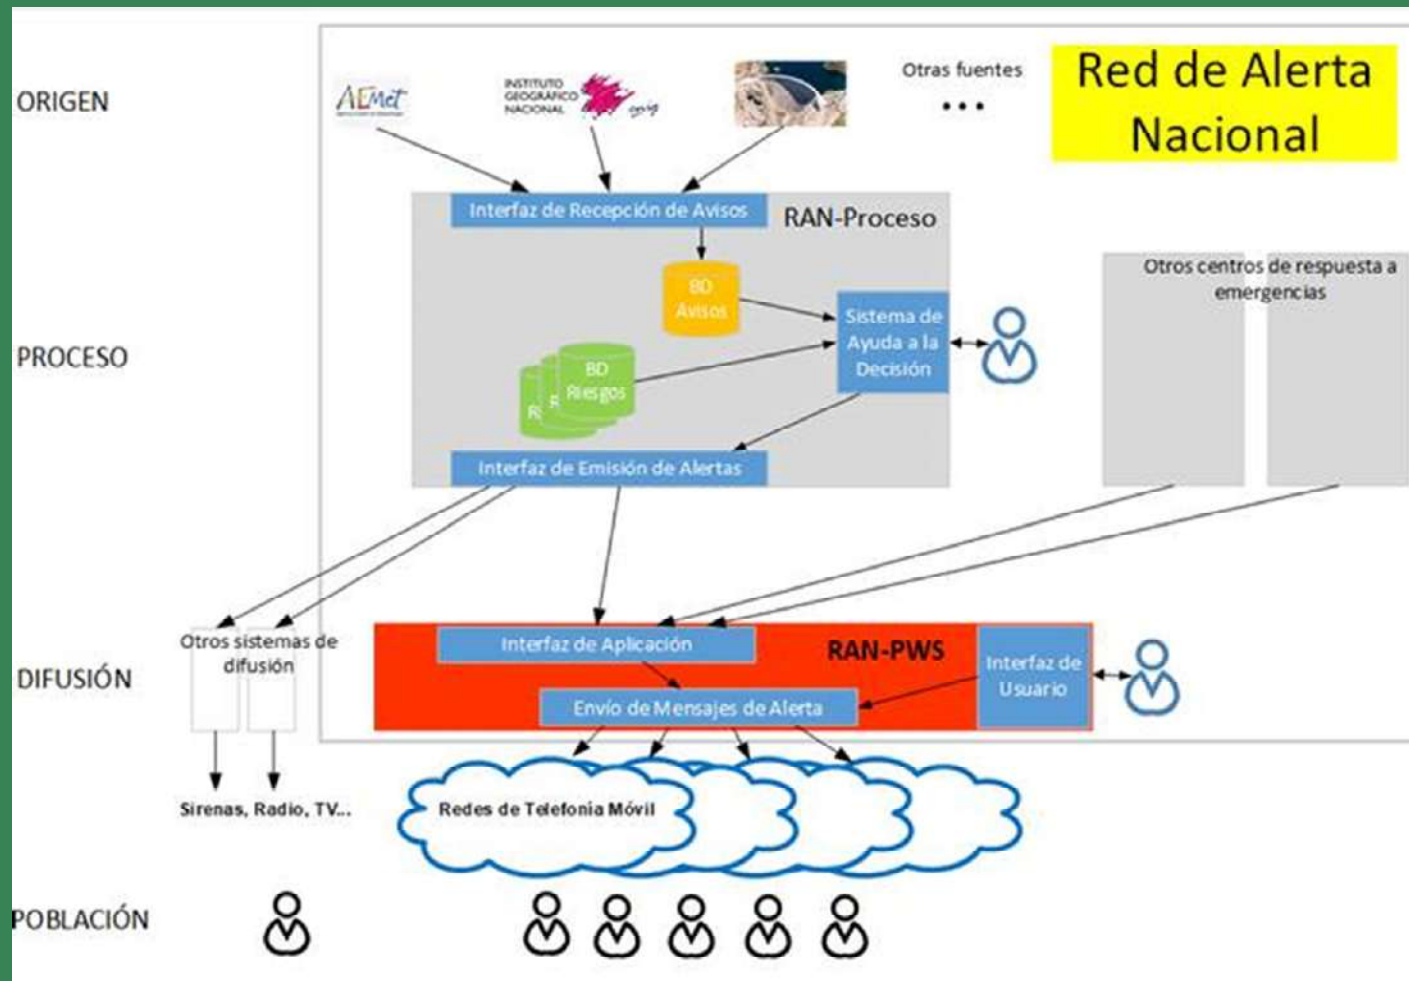 Red de Alerta
Nacional
ORIGEN
AEMet
INSTITUTO
GEOGRÁFICO
NACIONAL
cnig
Otras fuentes
...
Interfaz de Recepción de Avisos
RAN-Proceso
Otros centros de respuesta a
emergencias
BD
Avisos
Sistema de
Ayuda a la
Decisión
PROCESO
BD
Riesgos
R
R
Interfaz de Emisión de Alertas
Otros sistemas de
difusión
Interfaz de Aplicación
RAN-PWS
Interfaz de
Usuario
DIFUSIÓN
Envío de Mensajes de Alerta
Sirenas, Radio, TV...
Redes de Telefonía Móvil
POBLACIÓN